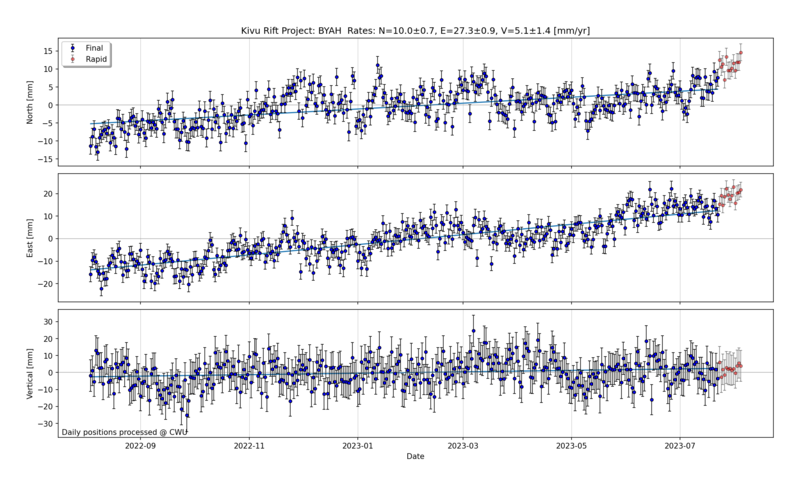 Kivu Rift Project: BYAH  Rates: N=10.0±0.7, E=27.3±0.9, V=5.1±1.4 [mm/yr]
Final
Rapid
North [mm]
15
10
5
0
−5
−10
−15
East [mm]
20
10
0
−10
−20
Vertical [mm]
30
20
10
0
−10
−20
−30
Daily positions processed @ CWU
2022-09 2022-11 2023-01 2023-03 2023-05 2023-07
Date